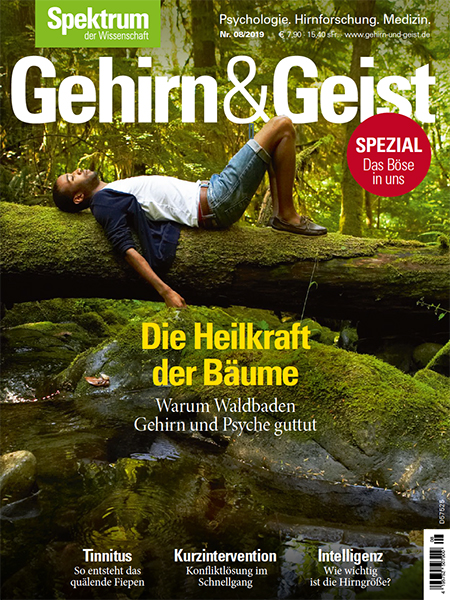 Spektrum
der Wissenschaft
Psychologie. Hirnforschung. Medizin.
Nr. 08/2019 € 7,90 · 15,40 sFr. · www.gehirn-und-geist.de
Gehirn&Geist
SPEZIAL
Das Böse
in uns
Die Heilkraft
der Bäume
Warum Waldbaden
Gehirn und Psyche guttut
Tinnitus
So entsteht das
quälende Fiepen
Kurzintervention
Konfliktlösung im
Schnellgang
Intelligenz
Wie wichtig
ist die Hirngröße?
D57525
08